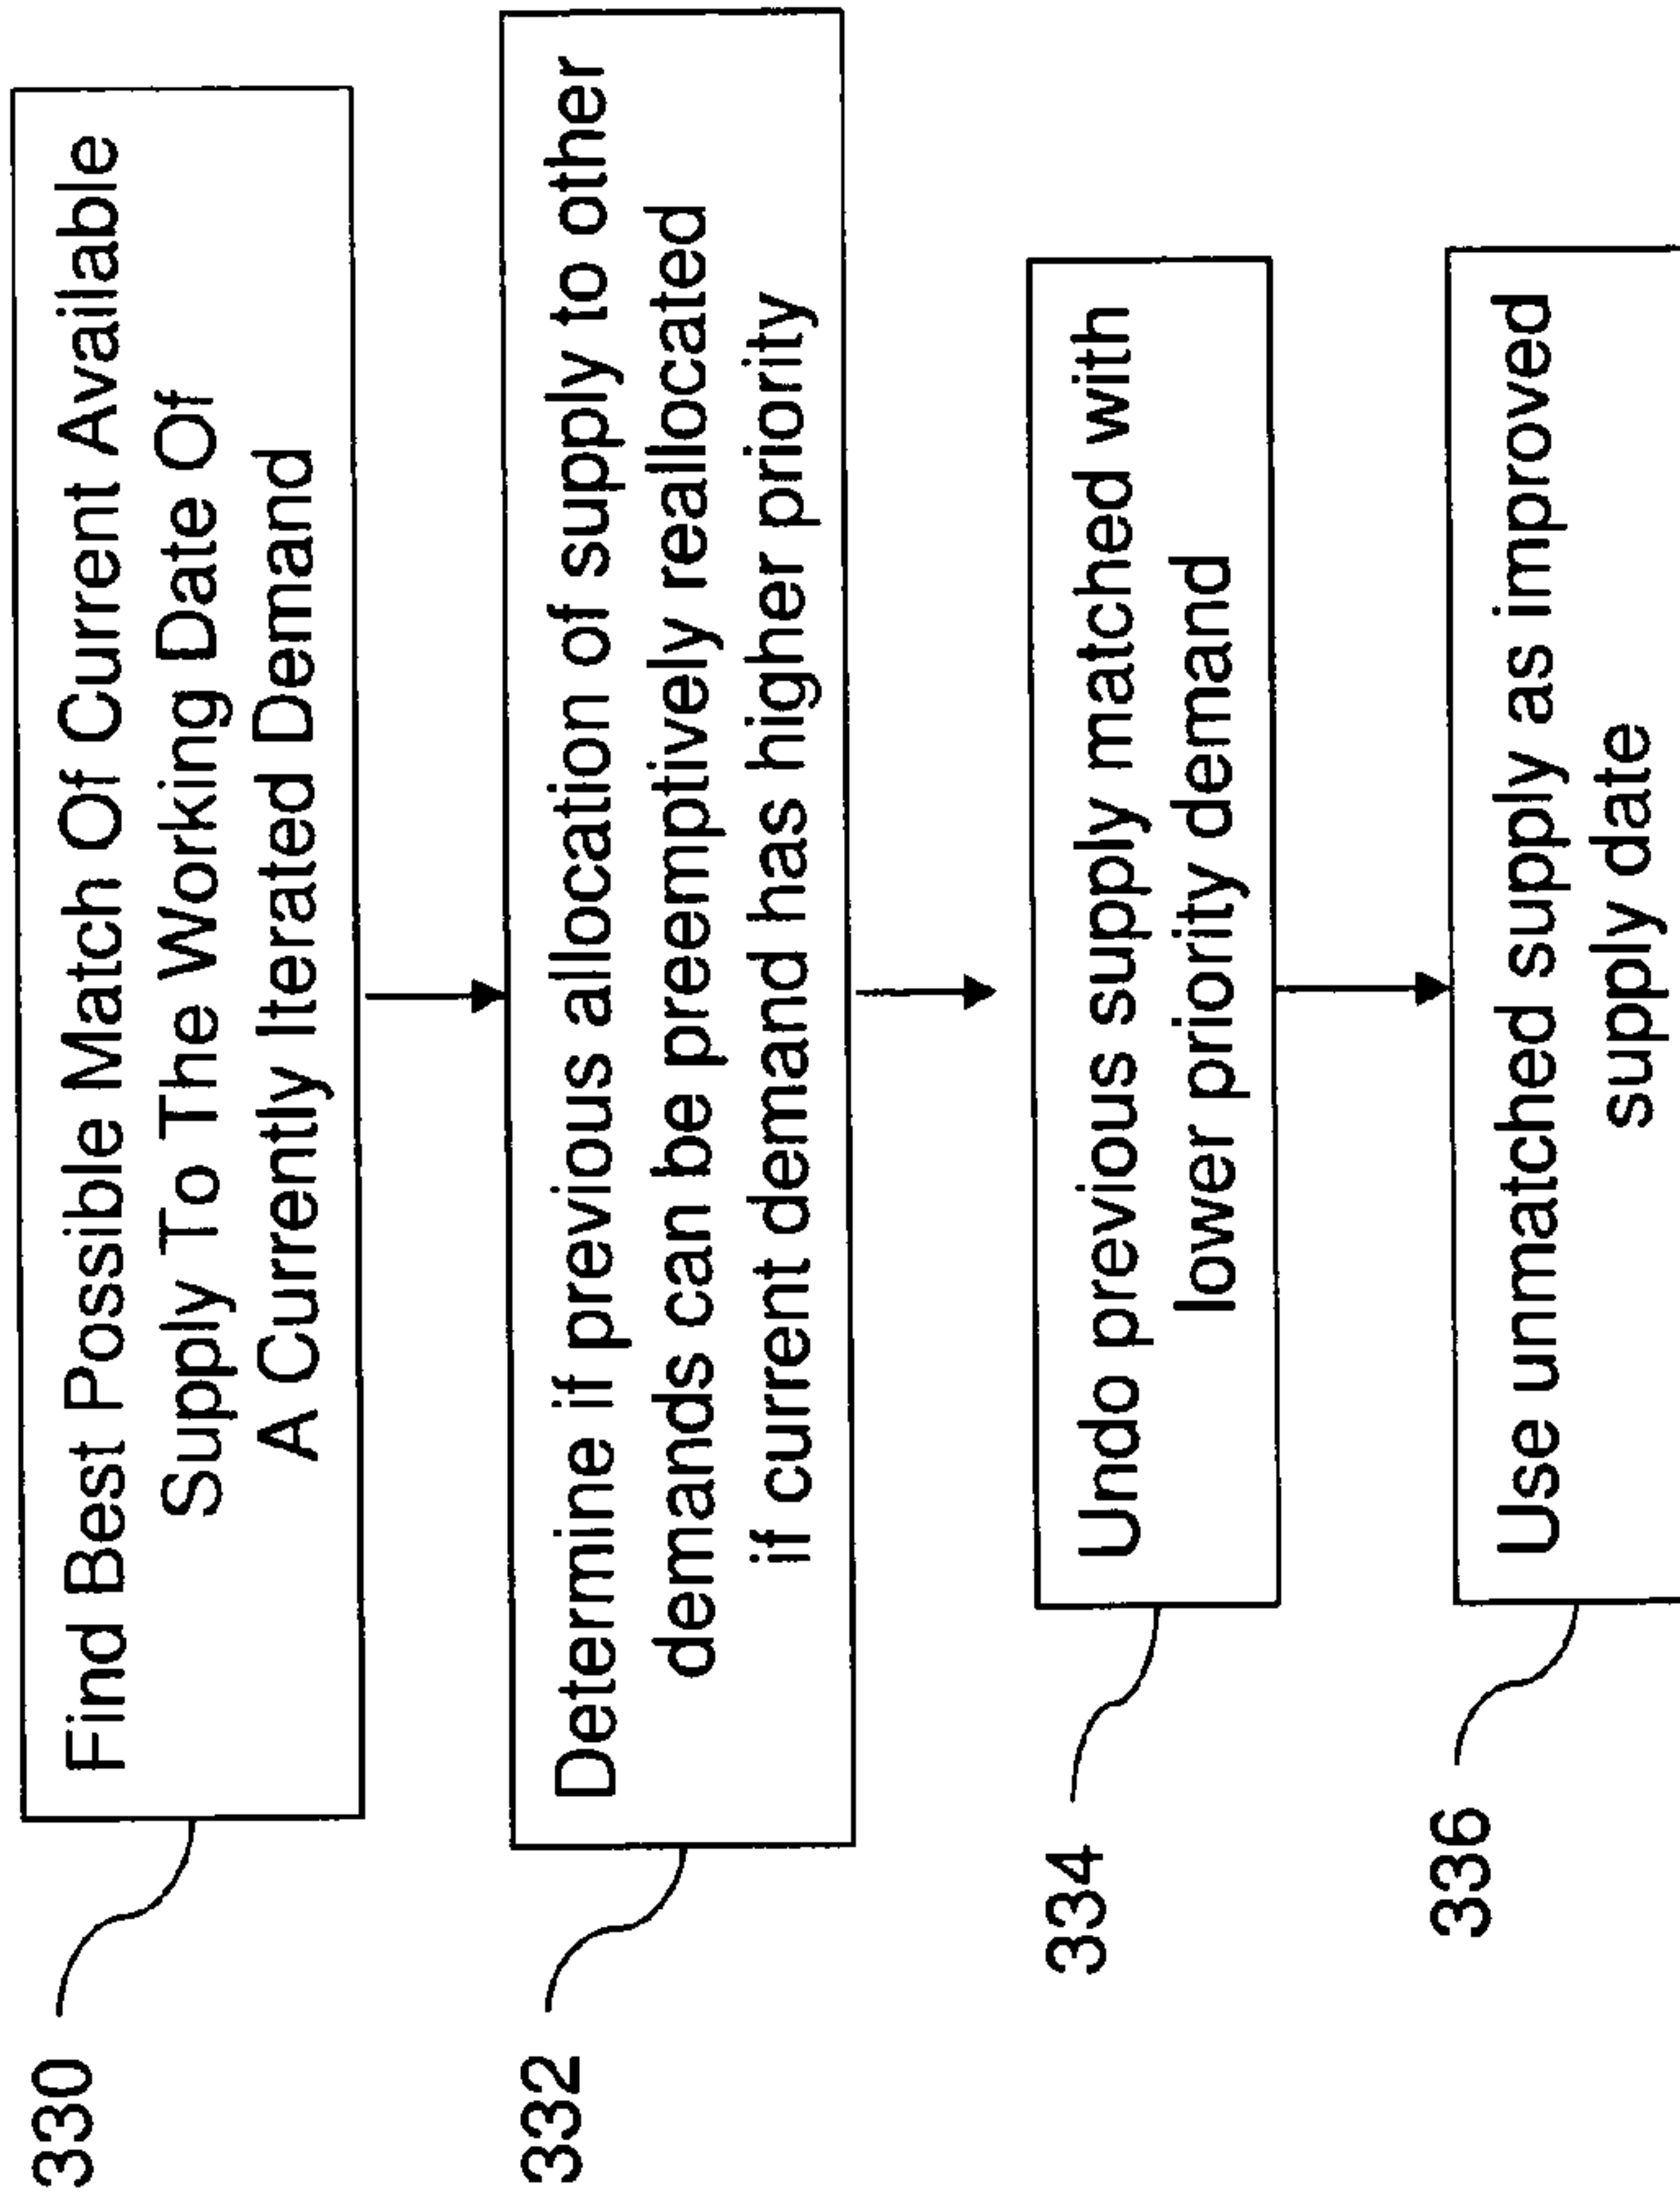 330
Find Best Possible Match Of Current Available
Supply To The Working Date Of
A Currently Iterated Demand
332
Determine if previous allocation of supply to other
demands can be preemptively reallocated
if current demand has higher priority
334
Undo previous supply matched with
lower priority demand
336
Use unmatched supply as improved
supply date